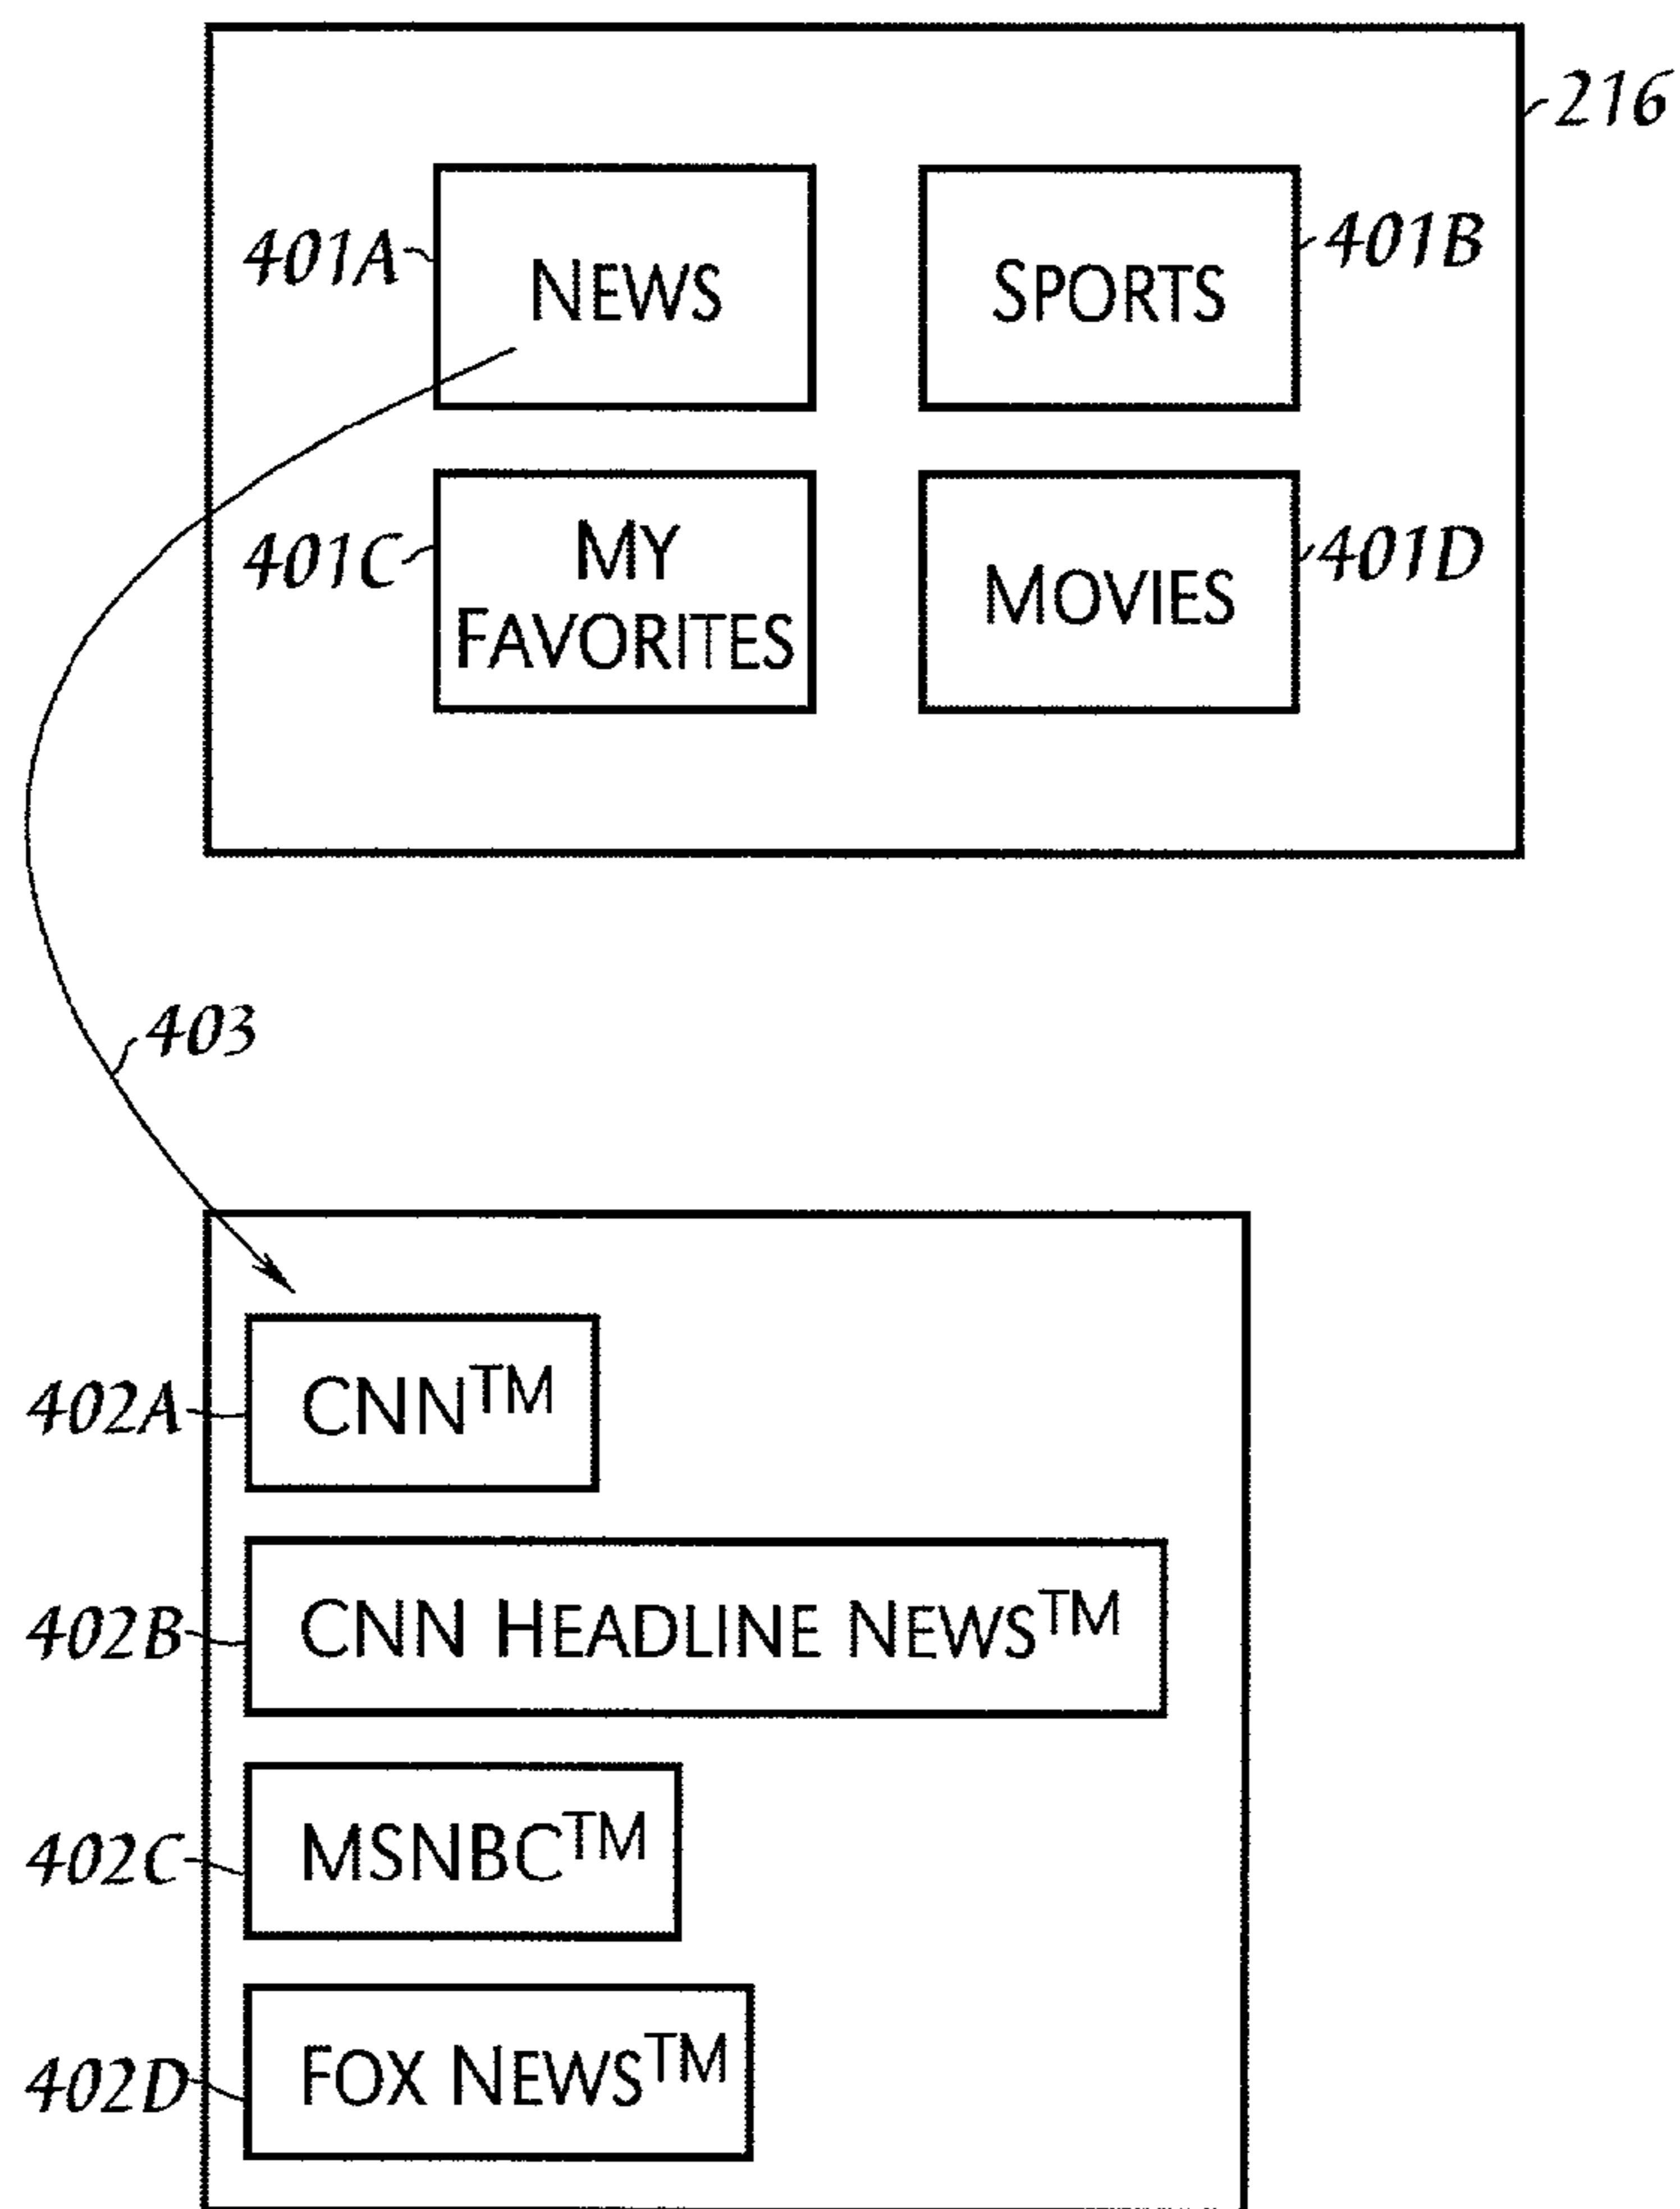 216
401A
NEWS
SPORTS
401B
401C
MY
FAVORITES
MOVIES
401D
403
402A
CNN™
402B
CNN HEADLINE NEWS™
402C
MSNBC™
402D
FOX NEWS™